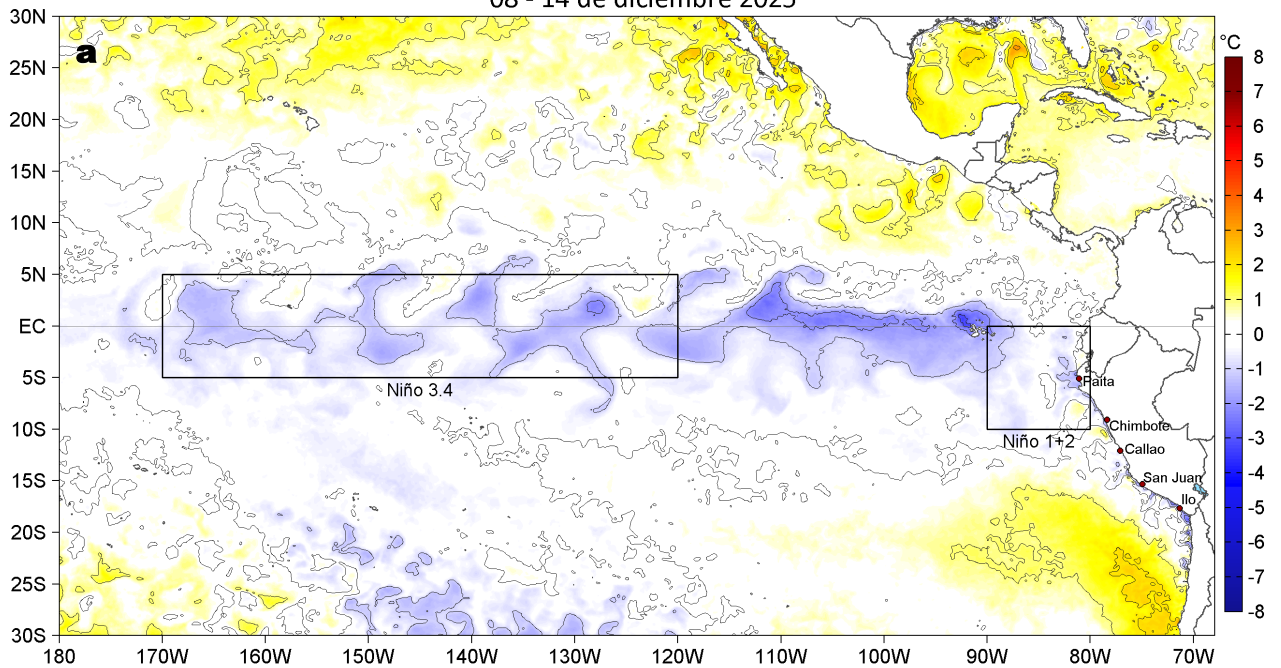 08 - 14 de diciembre 2025
a
°C
30N
25N
20N
15N
10N
5N
EC
5S
10S
15S
20S
25S
30S
180
170W
160W
150W
140W
130W
120W
110W
100W
90W
80W
70W
Niño 3.4
Niño 1+2
Paita
Chimbote
Callao
San Juan
Ilo
8
7
6
5
4
3
2
1
0
-1
-2
-3
-4
-5
-6
-7
-8